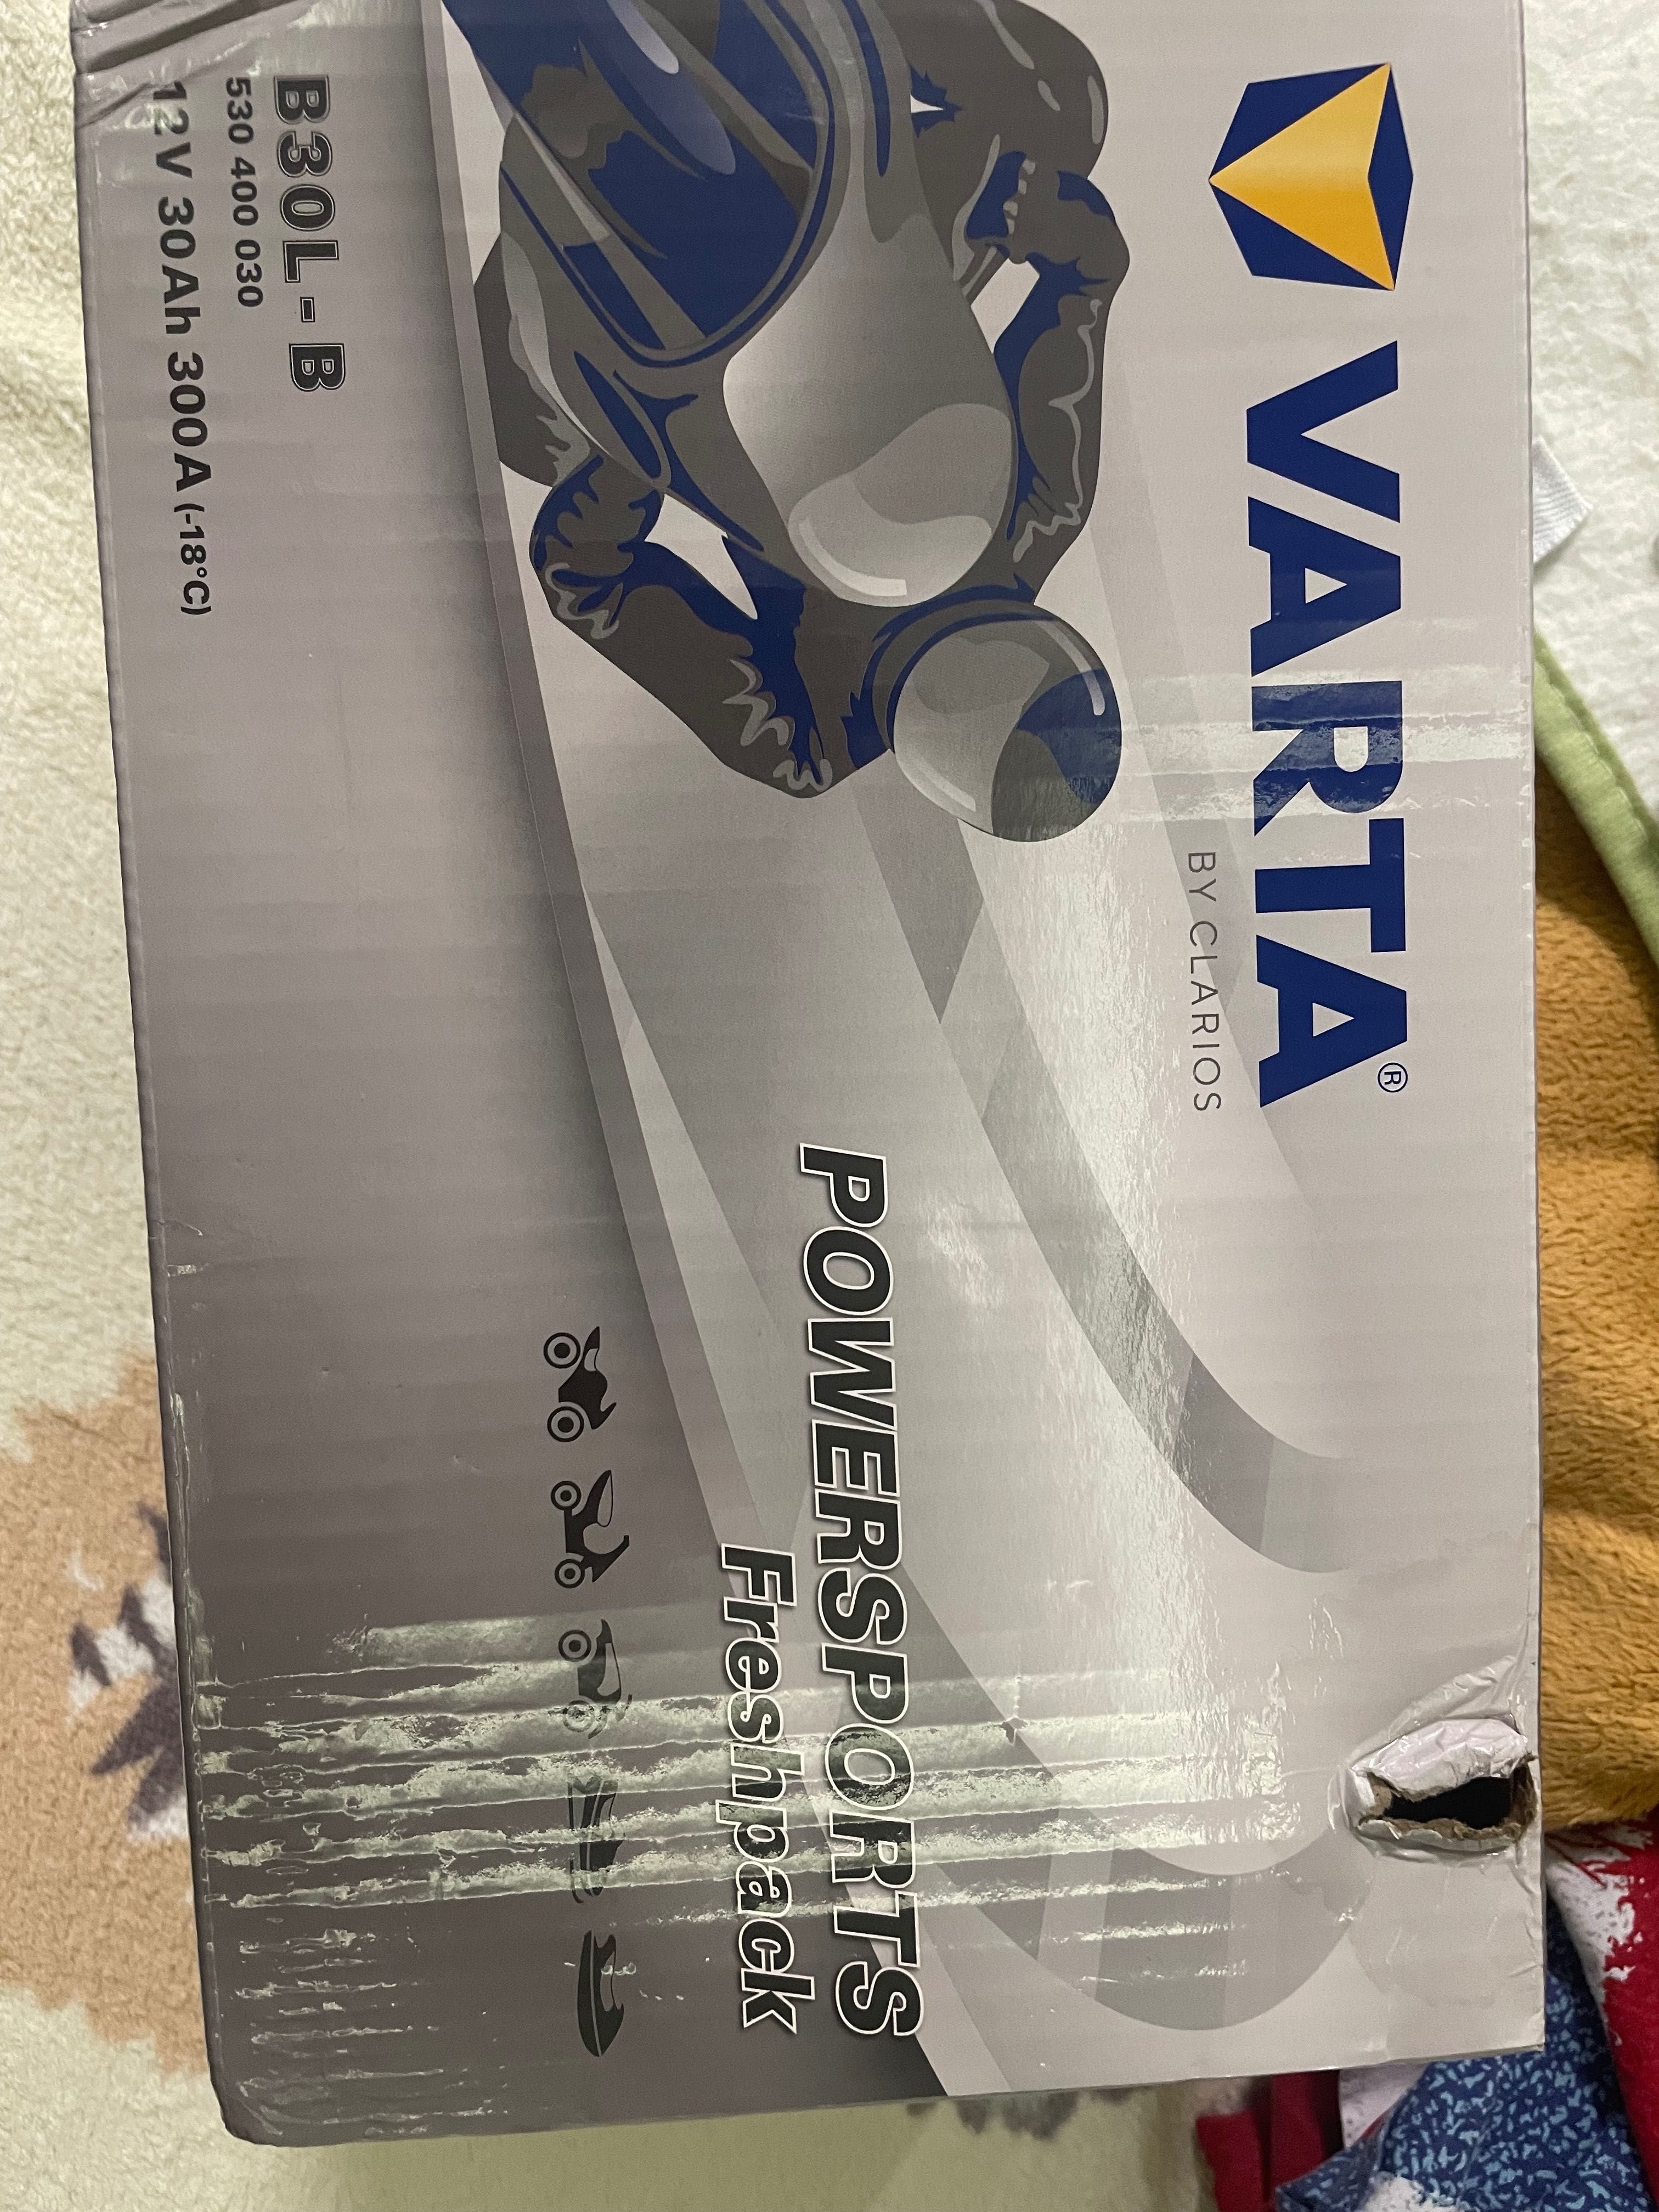 VARTA®
BY CLARIOS
POWERSPORTS
Freshpack
B30L-B
530 400 030
12V 30Ah 300A (-18°C)